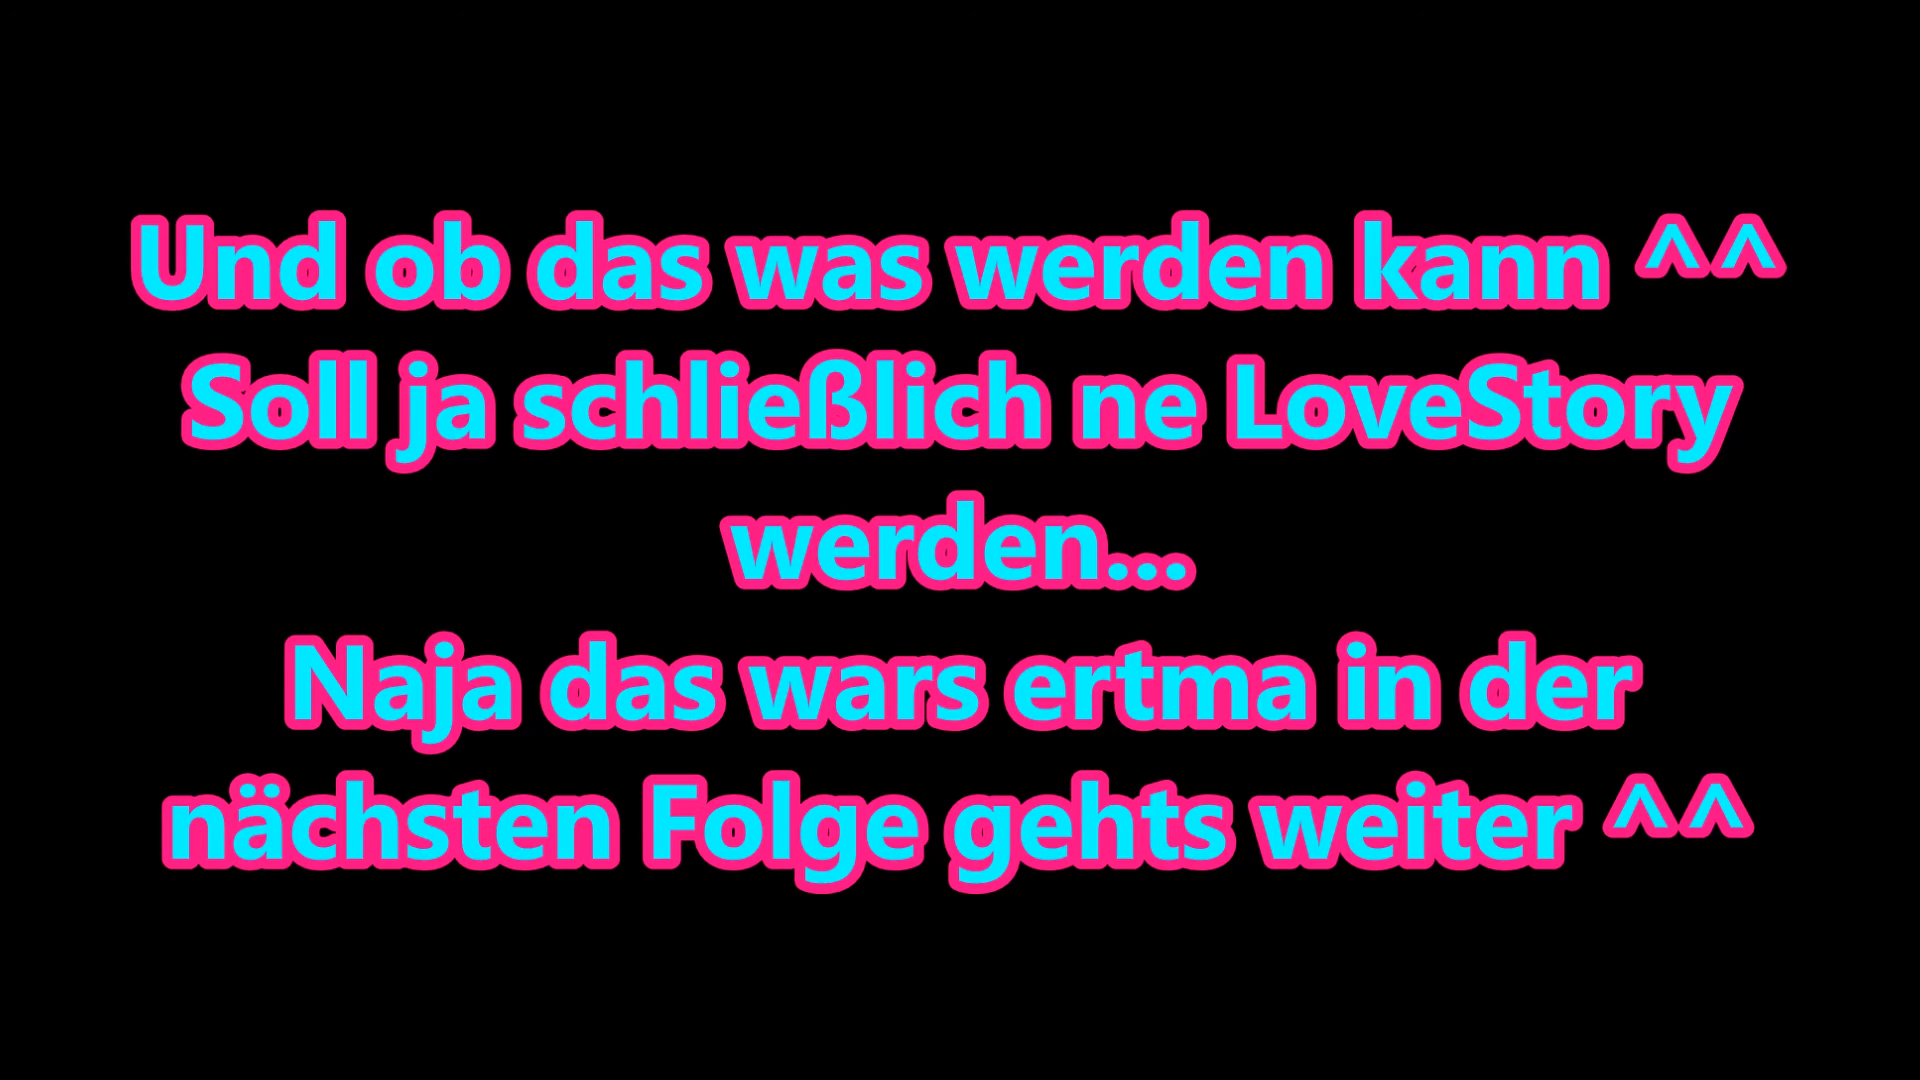 Und ob das was werden kann ^^
Soll ja schließlich ne LoveStory
werden...
Naja das wars ertma in der
nächsten Folge gehts weiter ^^